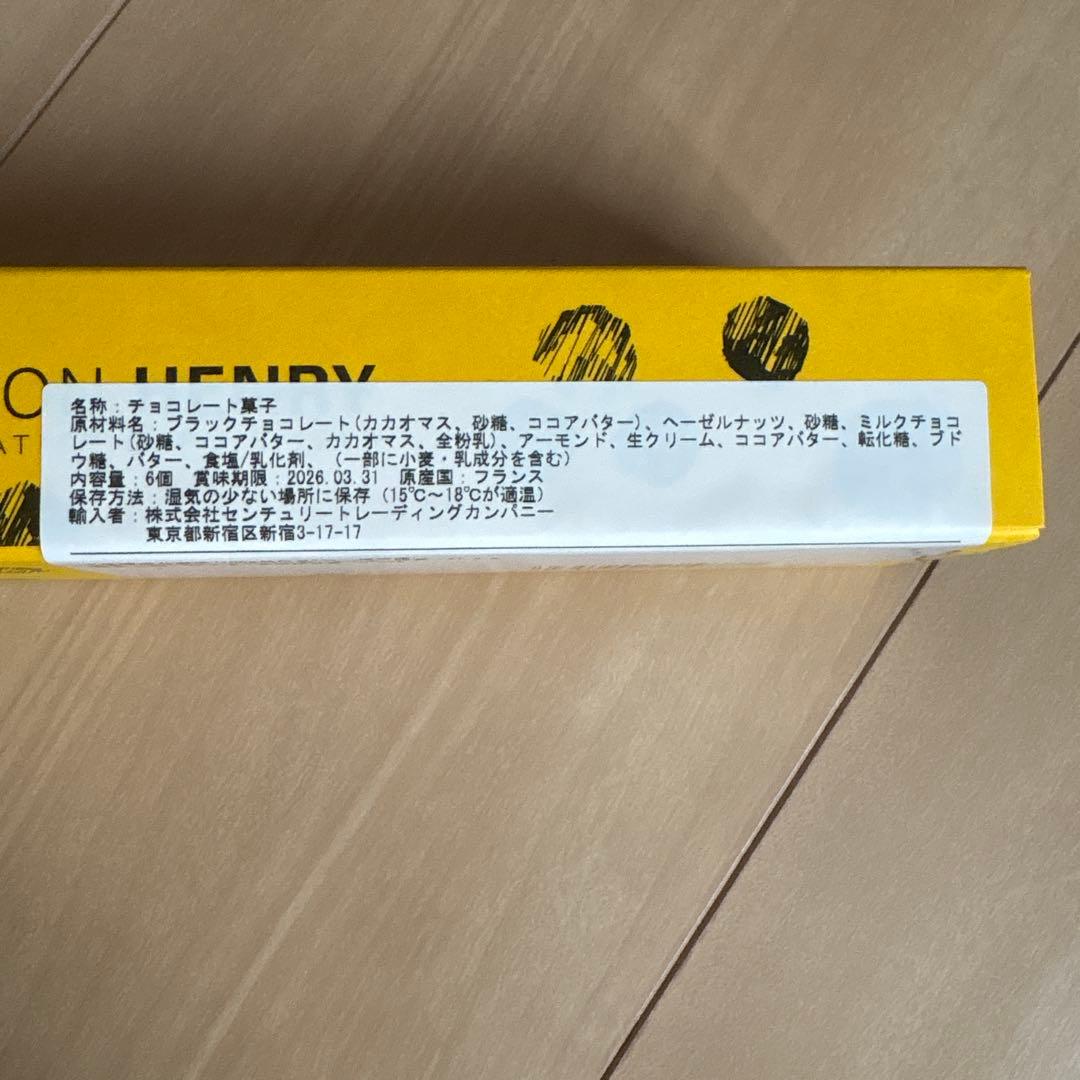 ON HENRY
AT
名称：チョコレート菓子
原材料名：ブラックチョコレート(カカオマス、砂糖、ココアバター)、ヘーゼルナッツ、砂糖、ミルクチョコ
レート(砂糖、ココアバター、カカオマス、全粉乳)、アーモンド、生クリーム、ココアバター、転化糖、ブド
ウ糖、バター、食塩/乳化剤、（一部に小麦・乳成分を含む）
内容量：6個　賞味期限：2026.03.31　原産国：フランス
保存方法：湿気の少ない場所に保存（15℃～18℃が適温）
輸入者：株式会社センチュリートレーディングカンパニー
東京都新宿区新宿3-17-17